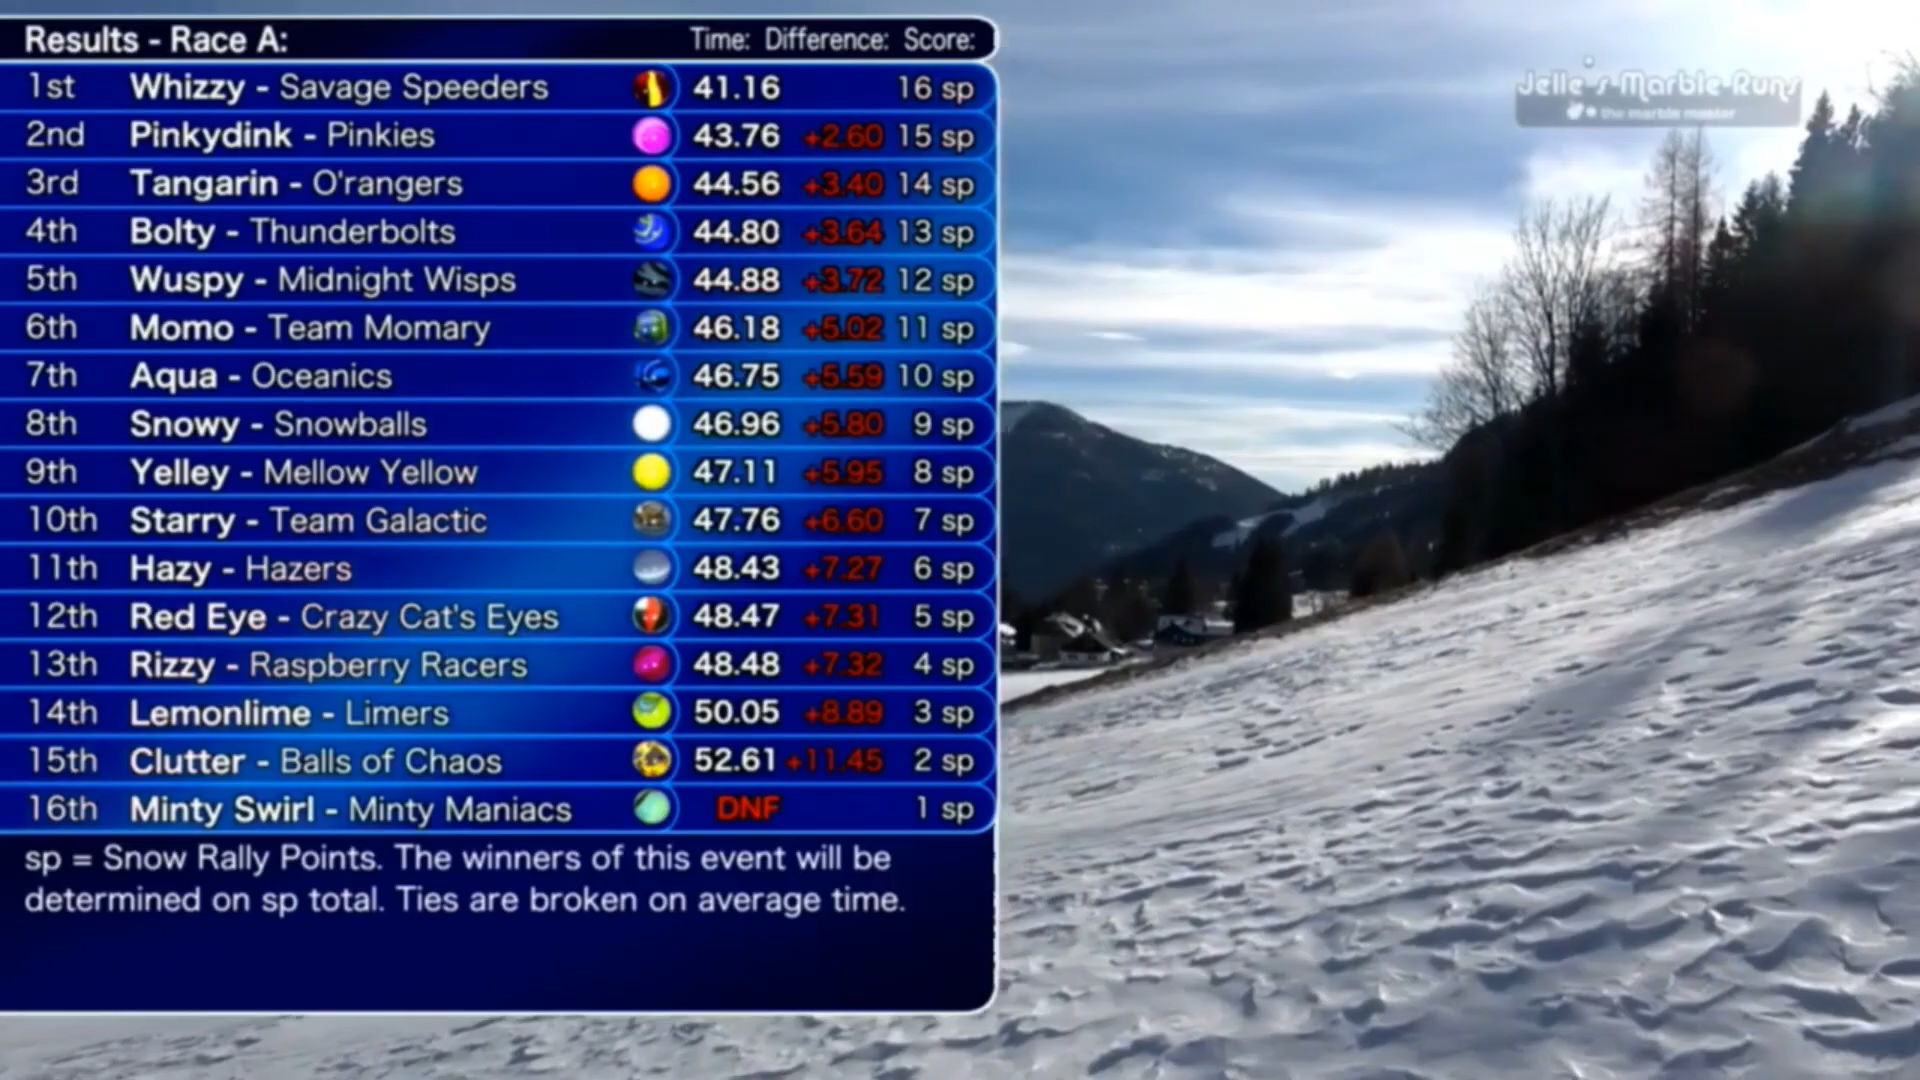 Results - Race A: Time: Difference: Score:
1st Whizzy - Savage Speeders 41.16 16 sp
2nd Pinkydink - Pinkies 43.76 +2.60 15 sp
3rd Tangarin - O'rangers 44.56 +3.40 14 sp
4th Bolty - Thunderbolts 44.80 +3.64 13 sp
5th Wuspy - Midnight Wisps 44.88 +3.72 12 sp
6th Momo - Team Momary 46.18 +5.02 11 sp
7th Aqua - Oceanics 46.75 +5.59 10 sp
8th Snowy - Snowballs 46.96 +5.80 9 sp
9th Yelley - Mellow Yellow 47.11 +5.95 8 sp
10th Starry - Team Galactic 47.76 +6.60 7 sp
11th Hazy - Hazers 48.43 +7.27 6 sp
12th Red Eye - Crazy Cat's Eyes 48.47 +7.31 5 sp
13th Rizzy - Raspberry Racers 48.48 +7.32 4 sp
14th Lemonlime - Limers 50.05 +8.89 3 sp
15th Clutter - Balls of Chaos 52.61 +11.45 2 sp
16th Minty Swirl - Minty Maniacs DNF 1 sp
sp = Snow Rally Points. The winners of this event will be
determined on sp total. Ties are broken on average time.
Jelle's Marble Runs
the marble master